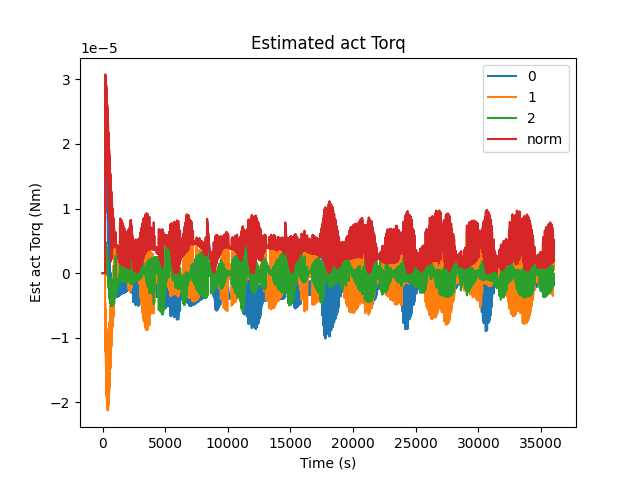 Estimated act Torq
1e−5
3
2
1
0
−1
−2
Est act Torq (Nm)
0
1
2
norm
0 5000 10000 15000 20000 25000 30000 35000
Time (s)